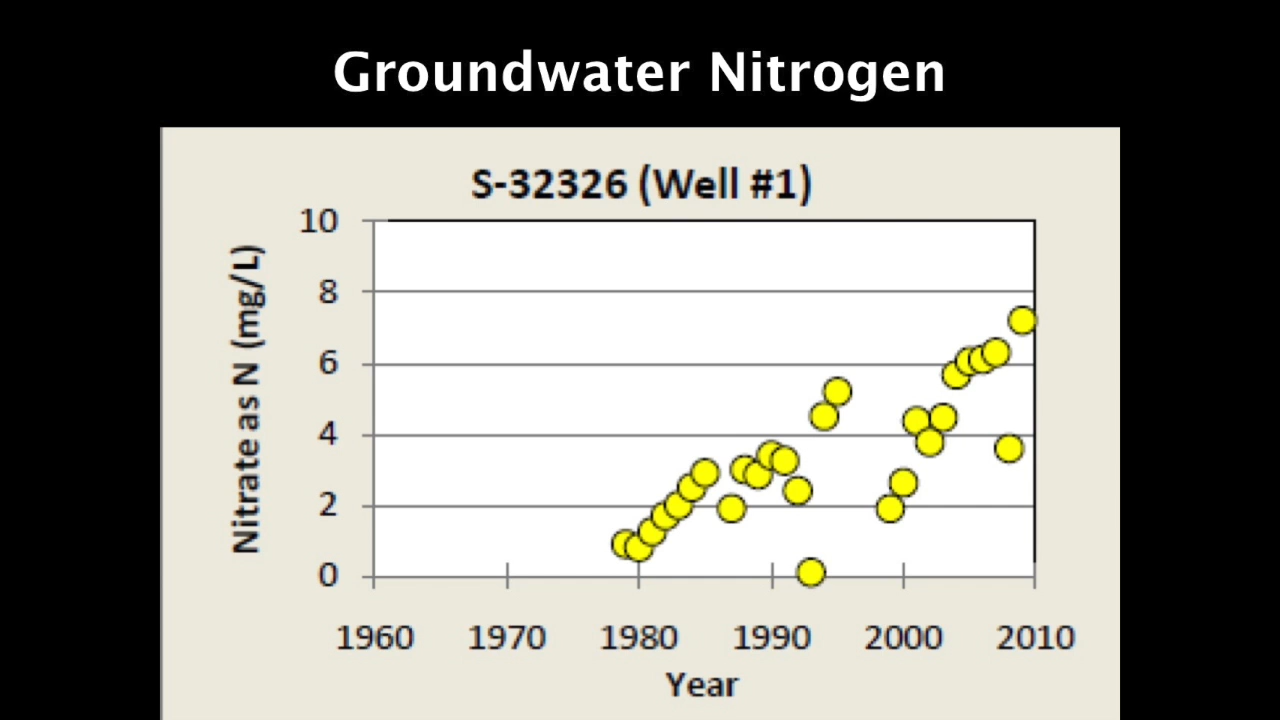 Groundwater Nitrogen
S-32326 (Well #1)
Nitrate as N (mg/L)
10
8
6
4
2
0
1960 1970 1980 1990 2000 2010
Year